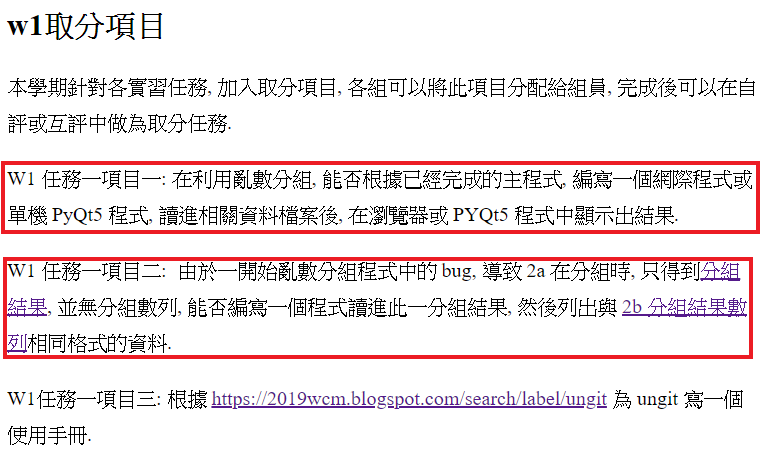 w1取分項目
本學期針對各實習任務, 加入取分項目, 各組可以將此項目分配給組員, 完成後可以在自
評或互評中做為取分任務.
W1 任務一項目一: 在利用亂數分組, 能否根據已經完成的主程式, 編寫一個網際程式或
單機 PyQt5 程式, 讀進相關資料檔案後, 在瀏覽器或 PYQt5 程式中顯示出結果.
W1 任務一項目二:  由於一開始亂數分組程式中的 bug, 導致 2a 在分組時, 只得到分組
結果, 並無分組數列, 能否編寫一個程式讀進此一分組結果, 然後列出與 2b 分組結果數
列相同格式的資料.
W1任務一項目三: 根據 https://2019wcm.blogspot.com/search/label/ungit 為 ungit 寫一個
使用手冊.